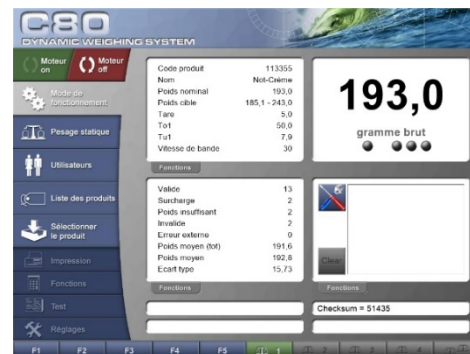 C80
DYNAMIC WEIGHING SYSTEM
Moteur on
Moteur off
Mode de fonctionnement
Pesage statique
Utilisateurs
Liste des produits
Sélectionner le produit
Impression
Fonctions
Test
Réglages
Code produit 113355
Nom Not-Crème
Poids nominal 193,0
Poids cible 185,1 - 243,0
Tare 5,0
To1 50,0
Tu1 7,9
Vitesse de bande 30
Fonctions
193,0
gramme brut
Valide 13
Surcharge 2
Poids insuffisant 2
Invalide 2
Erreur externe 0
Poids moyen (tot) 191,6
Poids moyen 192,8
Ecart type 15,73
Fonctions
Clear
Fonctions
Checksum = 51435
F1 F2 F3 F4 F5 1 2 3 4